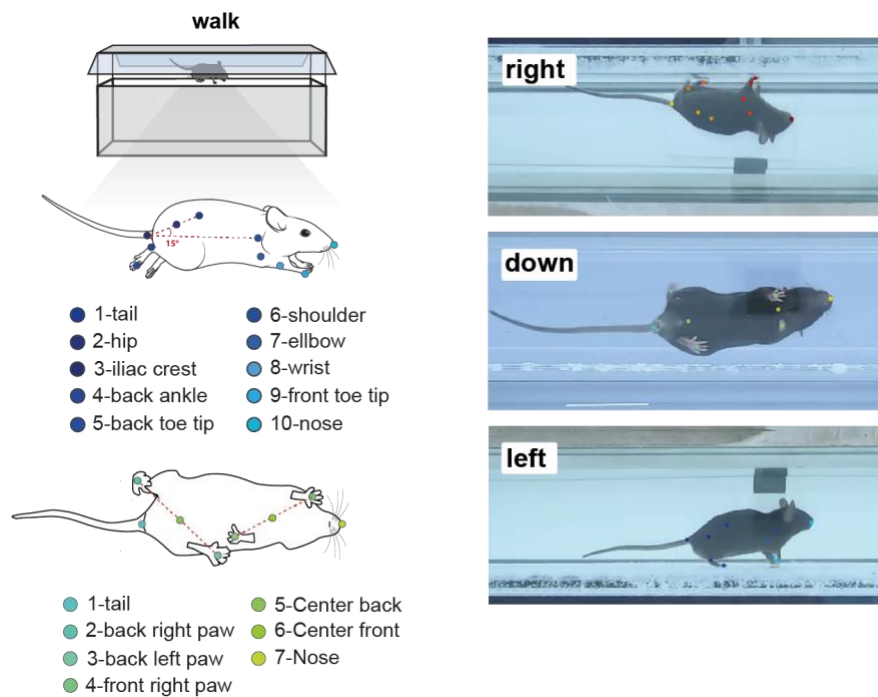 walk
15°
1-tail
2-hip
3-iliac crest
4-back ankle
5-back toe tip
6-shoulder
7-ellbow
8-wrist
9-front toe tip
10-nose
1-tail
2-back right paw
3-back left paw
4-front right paw
5-Center back
6-Center front
7-Nose
right
down
left